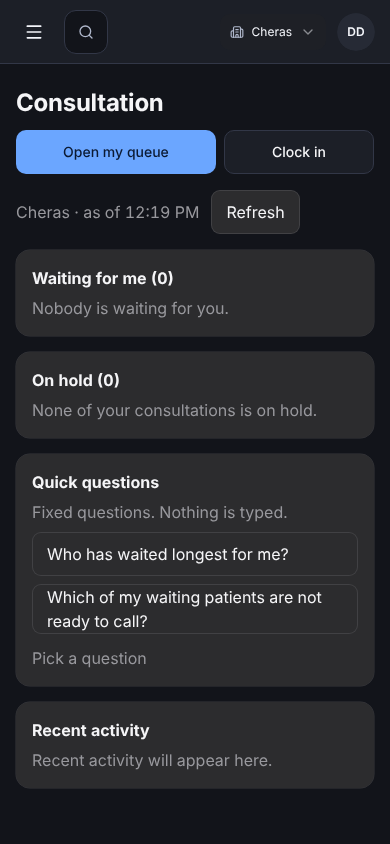 Cheras
DD
Consultation
Open my queue
Clock in
Cheras · as of 12:19 PM
Refresh
Waiting for me (0)
Nobody is waiting for you.
On hold (0)
None of your consultations is on hold.
Quick questions
Fixed questions. Nothing is typed.
Who has waited longest for me?
Which of my waiting patients are not
ready to call?
Pick a question
Recent activity
Recent activity will appear here.